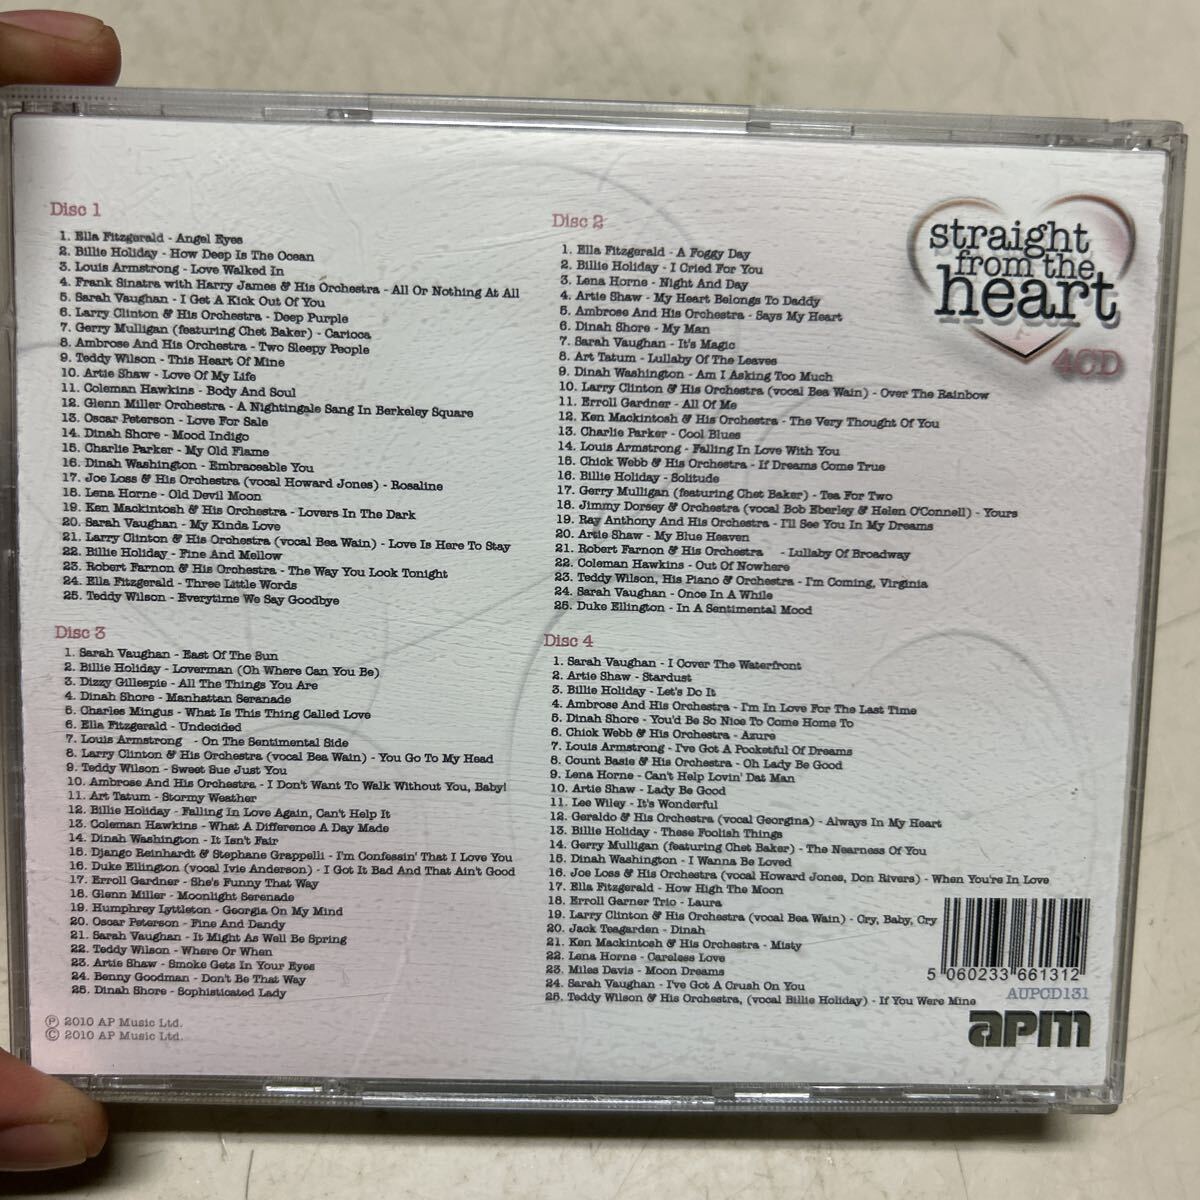 Disc 1
1. Ella Fitzgerald - Angel Eyes
2. Billie Holiday - How Deep Is The Ocean
3. Louis Armstrong - Love Walked In
4. Frank Sinatra with Harry James & His Orchestra - All Or Nothing At All
5. Sarah Vaughan - I Get A Kick Out Of You
6. Larry Clinton & His Orchestra - Deep Purple
7. Gerry Mulligan (featuring Chet Baker) - Carioca
8. Ambrose And His Orchestra - Two Sleepy People
9. Teddy Wilson - This Heart Of Mine
10. Artie Shaw - Love Of My Life
11. Coleman Hawkins - Body And Soul
12. Glenn Miller Orchestra - A Nightingale Sang In Berkeley Square
13. Oscar Peterson - Love For Sale
14. Dinah Shore - Mood Indigo
15. Charlie Parker - My Old Flame
16. Dinah Washington - Embraceable You
17. Joe Loss & His Orchestra (vocal Howard Jones) - Rosaline
18. Lena Horne - Old Devil Moon
19. Ken Mackintosh & His Orchestra - Lovers In The Dark
20. Sarah Vaughan - My Kinda Love
21. Larry Clinton & His Orchestra (vocal Bea Wain) - Love Is Here To Stay
22. Billie Holiday - Fine And Mellow
23. Robert Farnon & His Orchestra - The Way You Look Tonight
24. Ella Fitzgerald - Three Little Words
25. Teddy Wilson - Everytime We Say Goodbye
Disc 2
1. Ella Fitzgerald - A Foggy Day
2. Billie Holiday - I Cried For You
3. Lena Horne - Night And Day
4. Artie Shaw - My Heart Belongs To Daddy
5. Ambrose And His Orchestra - Says My Heart
6. Dinah Shore - My Man
7. Sarah Vaughan - It's Magic
8. Art Tatum - Lullaby Of The Leaves
9. Dinah Washington - Am I Asking Too Much
10. Larry Clinton & His Orchestra (vocal Bea Wain) - Over The Rainbow
11. Erroll Gardner - All Of Me
12. Ken Mackintosh & His Orchestra - The Very Thought Of You
13. Charlie Parker - Cool Blues
14. Louis Armstrong - Falling In Love With You
15. Chick Webb & His Orchestra - If Dreams Come True
16. Billie Holiday - Solitude
17. Gerry Mulligan (featuring Chet Baker) - Tea For Two
18. Jimmy Dorsey & Orchestra (vocal Bob Eberley & Helen O'Connell) - Yours
19. Ray Anthony And His Orchestra - I'll See You In My Dreams
20. Artie Shaw - My Blue Heaven
21. Robert Farnon & His Orchestra - Lullaby Of Broadway
22. Coleman Hawkins - Out Of Nowhere
23. Teddy Wilson, His Piano & Orchestra - I'm Coming, Virginia
24. Sarah Vaughan - Once In A While
25. Duke Ellington - In A Sentimental Mood
straight
from the
heart
4CD
Disc 3
1. Sarah Vaughan - East Of The Sun
2. Billie Holiday - Loverman (Oh Where Can You Be)
3. Dizzy Gillespie - All The Things You Are
4. Dinah Shore - Manhattan Seranade
5. Charles Mingus - What Is This Thing Called Love
6. Ella Fitzgerald - Undecided
7. Louis Armstrong - On The Sentimental Side
8. Larry Clinton & His Orchestra (vocal Bea Wain) - You Go To My Head
9. Teddy Wilson - Sweet Sue Just You
10. Ambrose And His Orchestra - I Don't Want To Walk Without You, Baby!
11. Art Tatum - Stormy Weather
12. Billie Holiday - Falling In Love Again, Can't Help It
13. Coleman Hawkins - What A Difference A Day Made
14. Dinah Washington - It Isn't Fair
15. Django Reinhardt & Stephane Grappelli - I'm Confessin' That I Love You
16. Duke Ellington (vocal Ivie Anderson) - I Got It Bad And That Ain't Good
17. Erroll Gardner - She's Funny That Way
18. Glenn Miller - Moonlight Serenade
19. Humphrey Lyttleton - Georgia On My Mind
20. Oscar Peterson - Fine And Dandy
21. Sarah Vaughan - It Might As Well Be Spring
22. Teddy Wilson - Where Or When
23. Artie Shaw - Smoke Gets In Your Eyes
24. Benny Goodman - Don't Be That Way
25. Dinah Shore - Sophisticated Lady
Disc 4
1. Sarah Vaughan - I Cover The Waterfront
2. Artie Shaw - Stardust
3. Billie Holiday - Let's Do It
4. Ambrose And His Orchestra - I'm In Love For The Last Time
5. Dinah Shore - You'd Be So Nice To Come Home To
6. Chick Webb & His Orchestra - Azure
7. Louis Armstrong - I've Got A Pocketful Of Dreams
8. Count Basie & His Orchestra - Oh Lady Be Good
9. Lena Horne - Can't Help Lovin' Dat Man
10. Artie Shaw - Lady Be Good
11. Lee Wiley - It's Wonderful
12. Geraldo & His Orchestra (vocal Georgina) - Always In My Heart
13. Billie Holiday - These Foolish Things
14. Gerry Mulligan (featuring Chet Baker) - The Nearness Of You
15. Dinah Washington - I Wanna Be Loved
16. Joe Loss & His Orchestra (vocal Howard Jones, Don Rivers) - When You're In Love
17. Ella Fitzgerald - How High The Moon
18. Erroll Garner Trio - Laura
19. Larry Clinton & His Orchestra (vocal Bea Wain) - Cry, Baby, Cry
20. Jack Teagarden - Dinah
21. Ken Mackintosh & His Orchestra - Misty
22. Lena Horne - Careless Love
23. Miles Davis - Moon Dreams
24. Sarah Vaughan - I've Got A Crush On You
25. Teddy Wilson & His Orchestra, (vocal Billie Holiday) - If You Were Mine
5 060233 661312
AUPCD131
apm
℗ 2010 AP Music Ltd.
© 2010 AP Music Ltd.